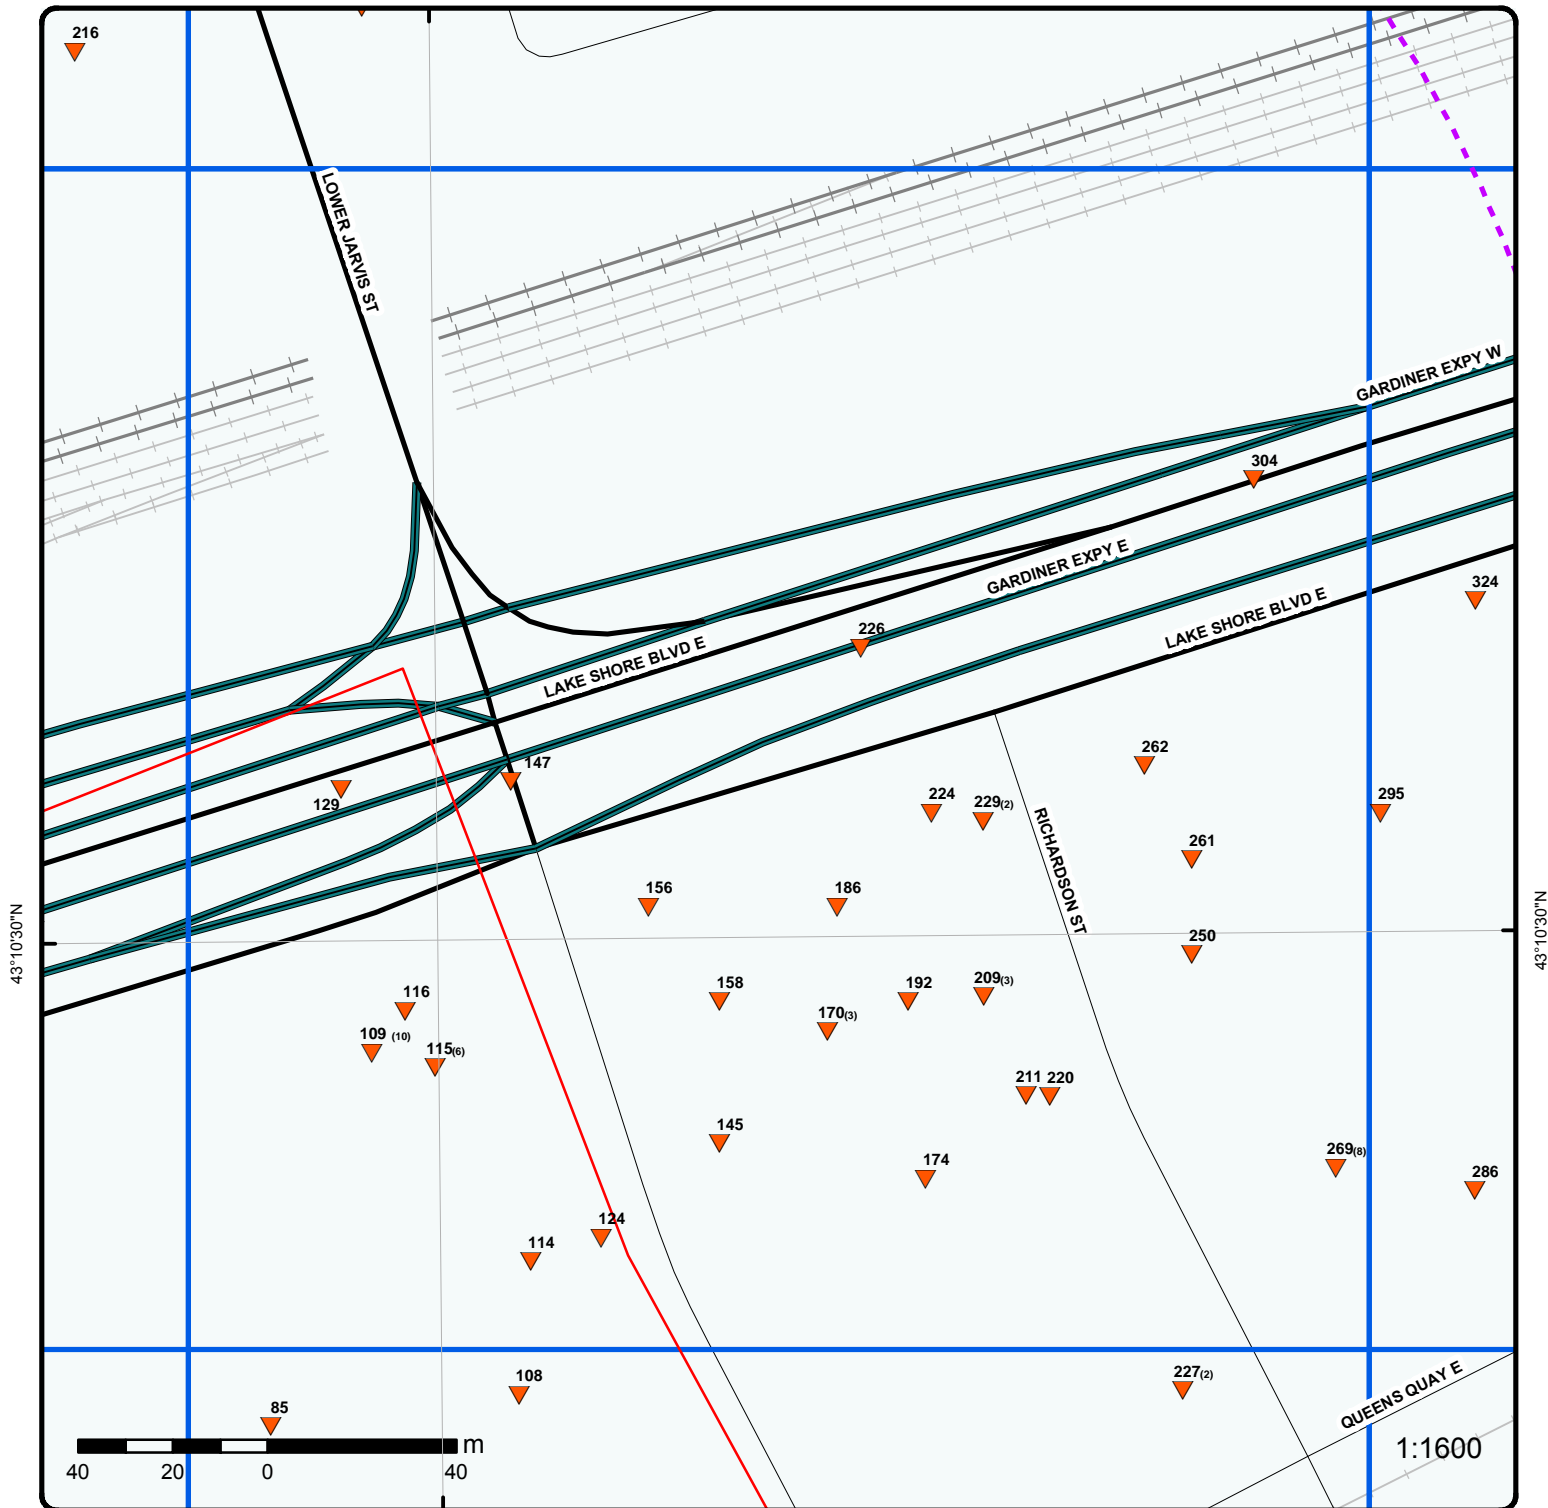 216
LOWER JARVIS ST
GARDINER EXPY W
304
GARDINER EXPY E
324
LAKE SHORE BLVD E
226
LAKE SHORE BLVD E
262
147
129
224
229(2)
295
RICHARDSON ST
261
156
186
43°10'30"N
43°10'30"N
250
116
158
192
209(3)
170(3)
109 (10)
115(6)
211 220
145
174
269(8)
286
124
114
108
227(2)
QUEENS QUAY E
85
m
1:1600
40 20 0 40